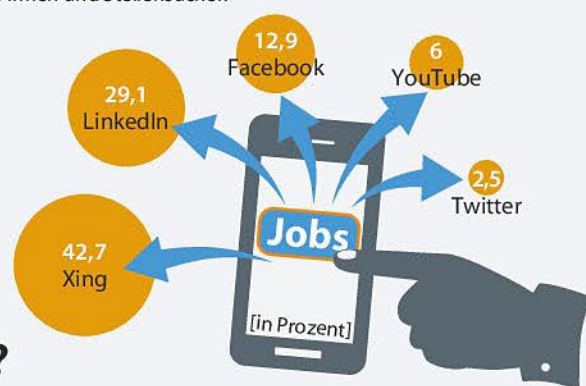 12,9
Facebook
6
YouTube
29,1
LinkedIn
2,5
Twitter
Jobs
42,7
Xing
[in Prozent]
?